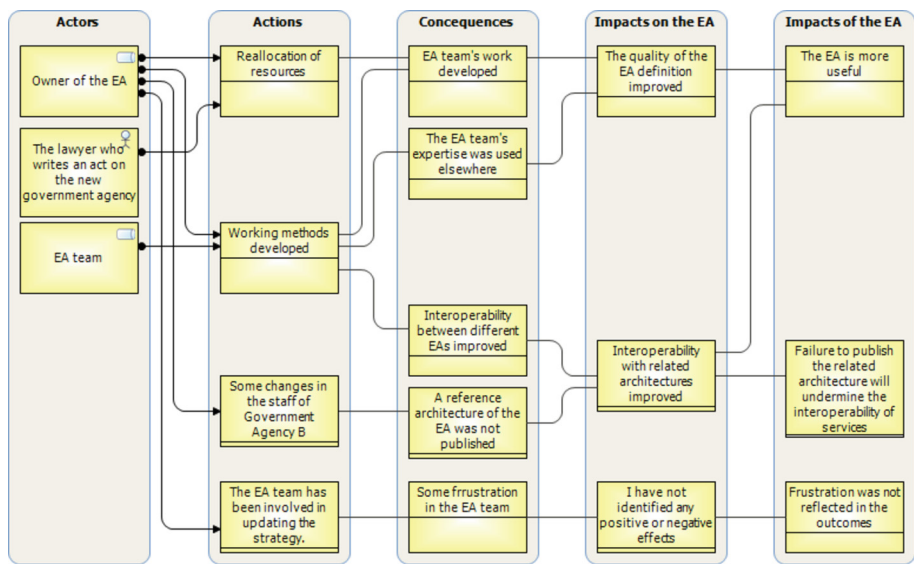 Actors
Owner of the EA
The lawyer who
writes an act on
the new
government agency
EA team
Actions
Reallocation of
resources
Working methods
developed
Some changes in
the staff of
Government
Agency B
The EA team has
been involved in
updating the
strategy.
Concequences
EA team's work
developed
The EA team's
expertise was used
elsewhere
Interoperability
between different
EAs improved
A reference
architecture of the
EA was not
published
Some frrustration
in the EA team
Impacts on the EA
The quality of the
EA definition
improved
Interoperability
with related
architectures
improved
I have not
identified any
positive or negative
effects
Impacts of the EA
The EA is more
useful
Failure to publish
the related
architecture will
undermine the
interoperability of
services
Frustration was not
reflected in the
outcomes